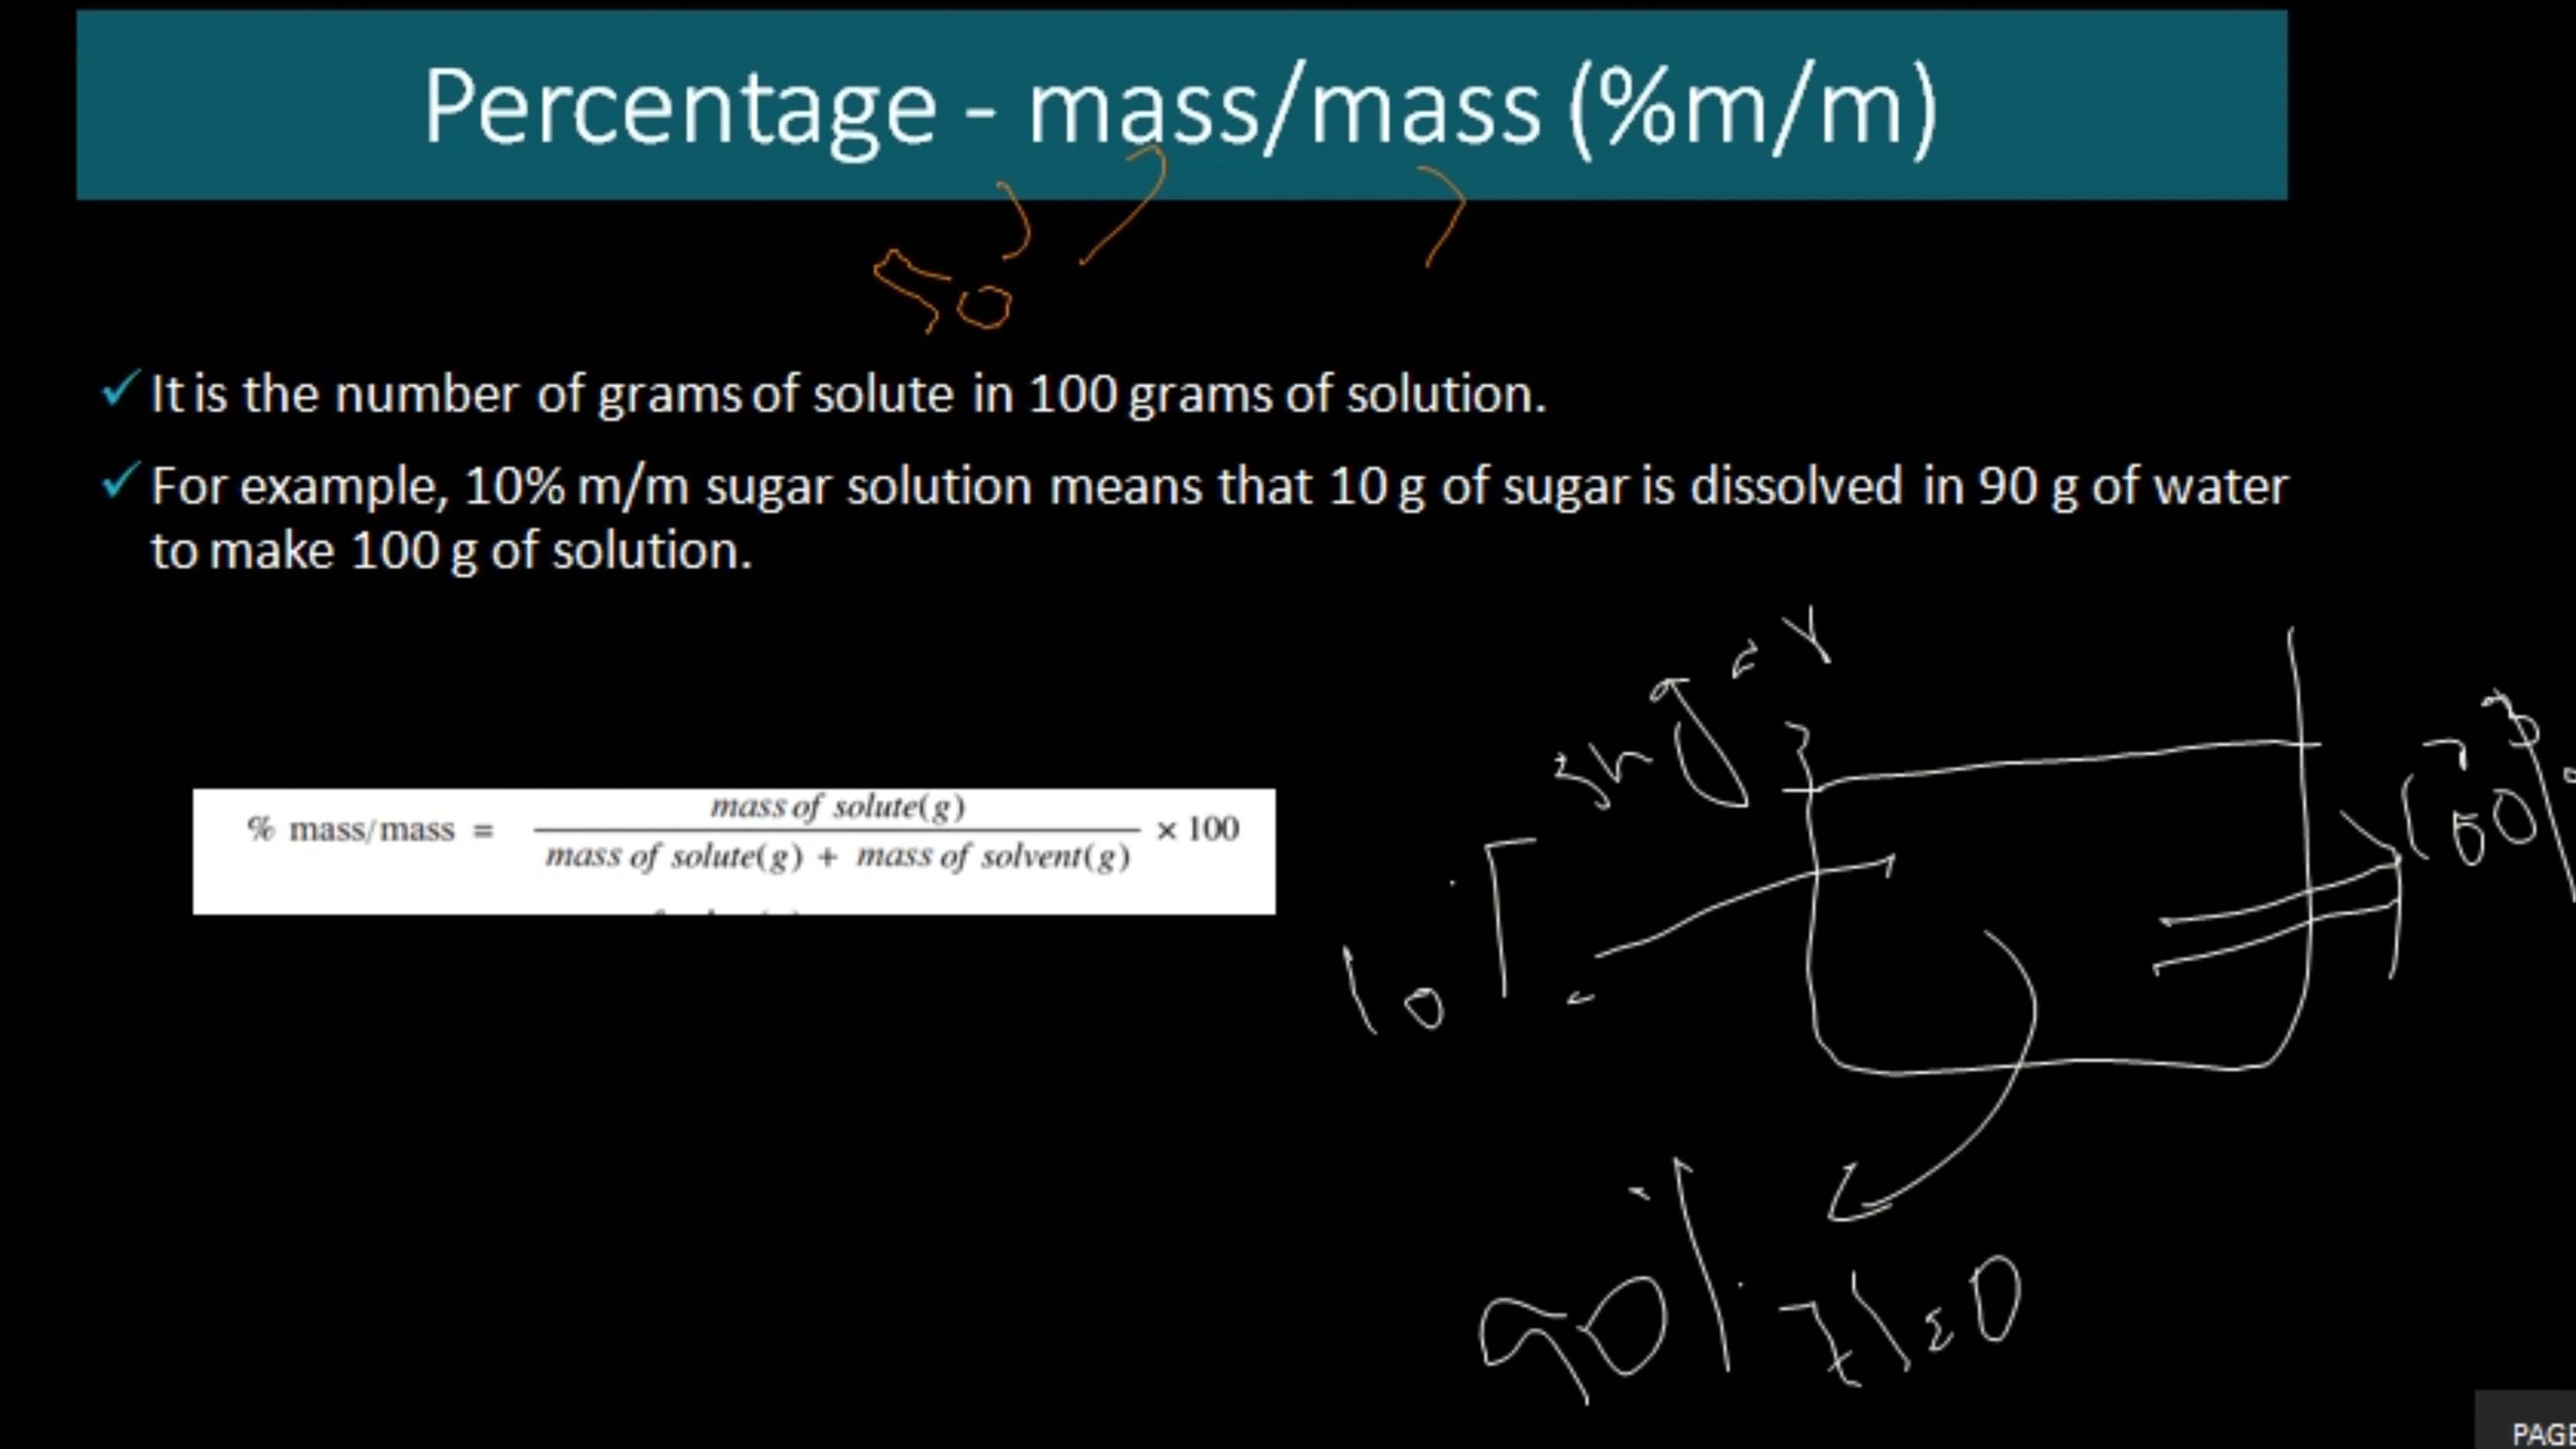 Percentage - mass/mass (%m/m)
✓ It is the number of grams of solute in 100 grams of solution.
✓ For example, 10% m/m sugar solution means that 10 g of sugar is dissolved in 90 g of water
to make 100 g of solution.
% mass/mass = mass of solute(g) / mass of solute(g) + mass of solvent(g) × 100
10
100
90%
H2O
PAGE